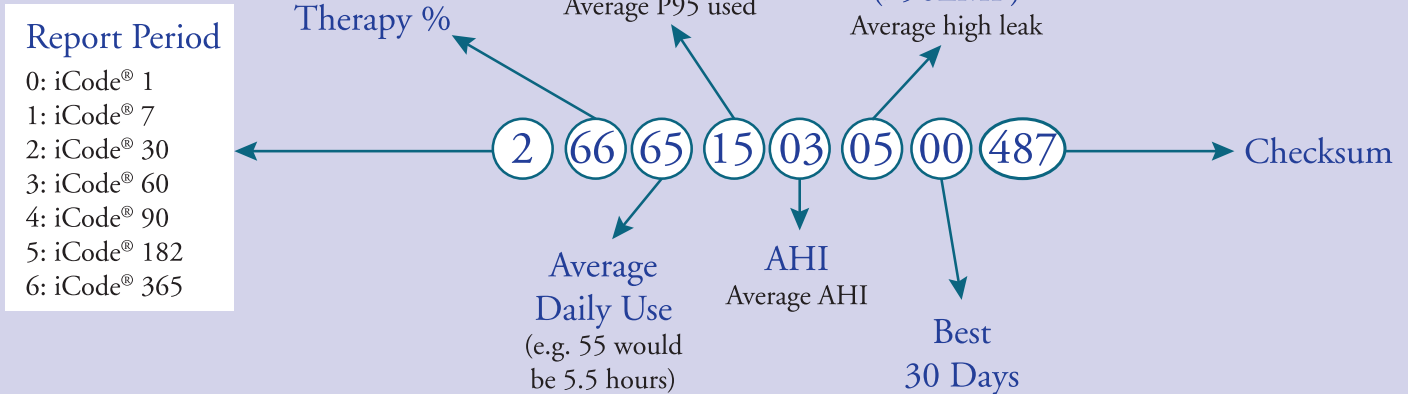 Report Period
0: iCode® 1
1: iCode® 7
2: iCode® 30
3: iCode® 60
4: iCode® 90
5: iCode® 182
6: iCode® 365
Therapy %
Average P95 used
Average high leak
2 66 65 15 03 05 00 487
Checksum
Average
Daily Use
(e.g. 55 would
be 5.5 hours)
AHI
Average AHI
Best
30 Days